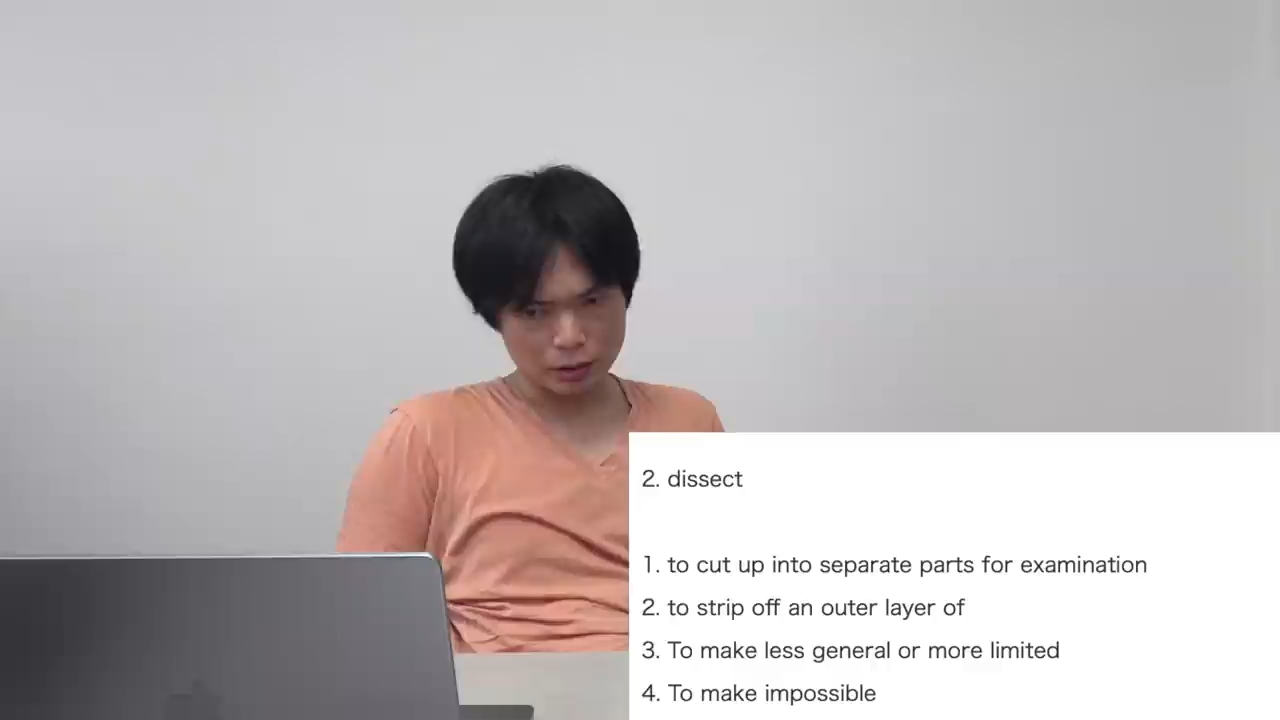 2. dissect
1. to cut up into separate parts for examination
2. to strip off an outer layer of
3. To make less general or more limited
4. To make impossible